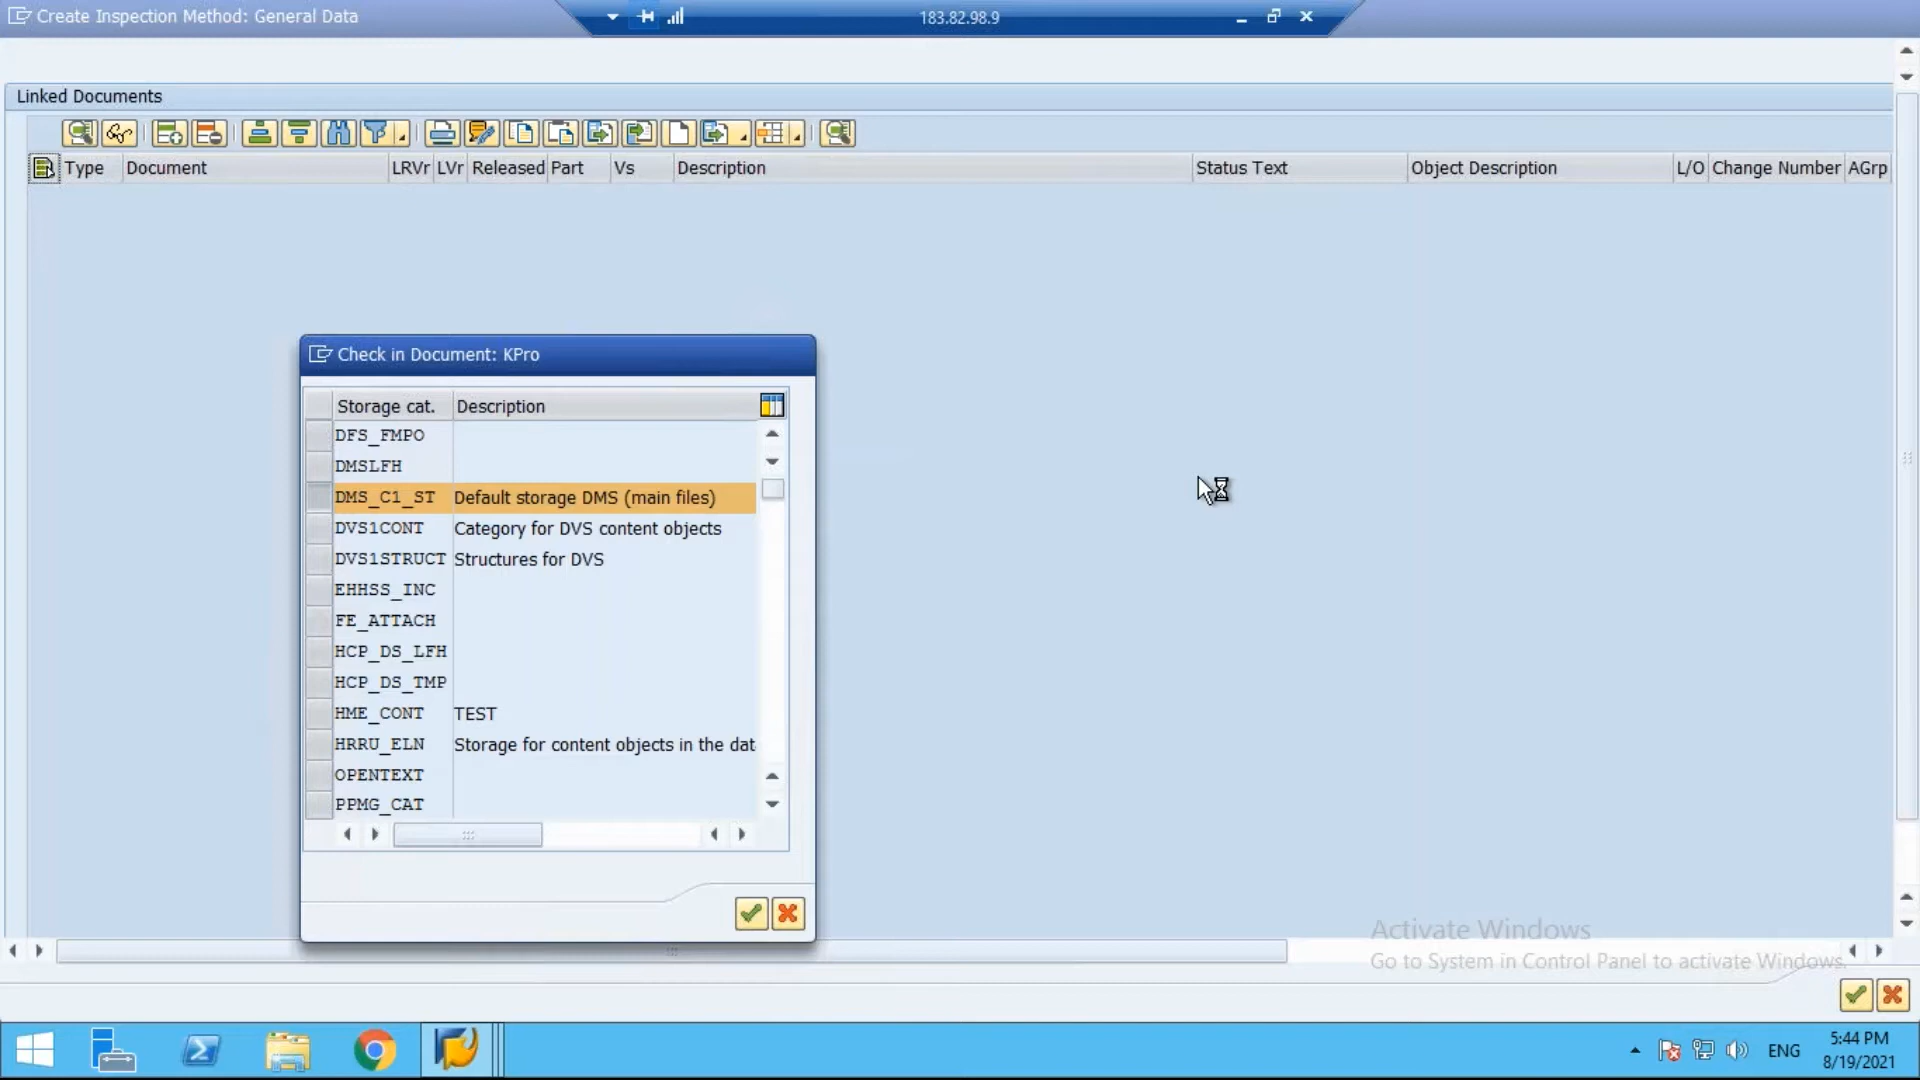 Create Inspection Method: General Data
183.82.98.9
Linked Documents
Type Document LRVr LVr Released Part Vs Description Status Text Object Description L/O Change Number AGrp
Check in Document: KPro
Storage cat. Description
DFS_FMPO
DMSLFH
DMS_C1_ST Default storage DMS (main files)
DVS1CONT Category for DVS content objects
DVS1STRUCT Structures for DVS
EHHSS_INC
FE_ATTACH
HCP_DS_LFH
HCP_DS_TMP
HME_CONT TEST
HRRU_ELN Storage for content objects in the dat
OPENTEXT
PPMG_CAT
Activate Windows
Go to System in Control Panel to activate Windows.
ENG
5:44 PM
8/19/2021